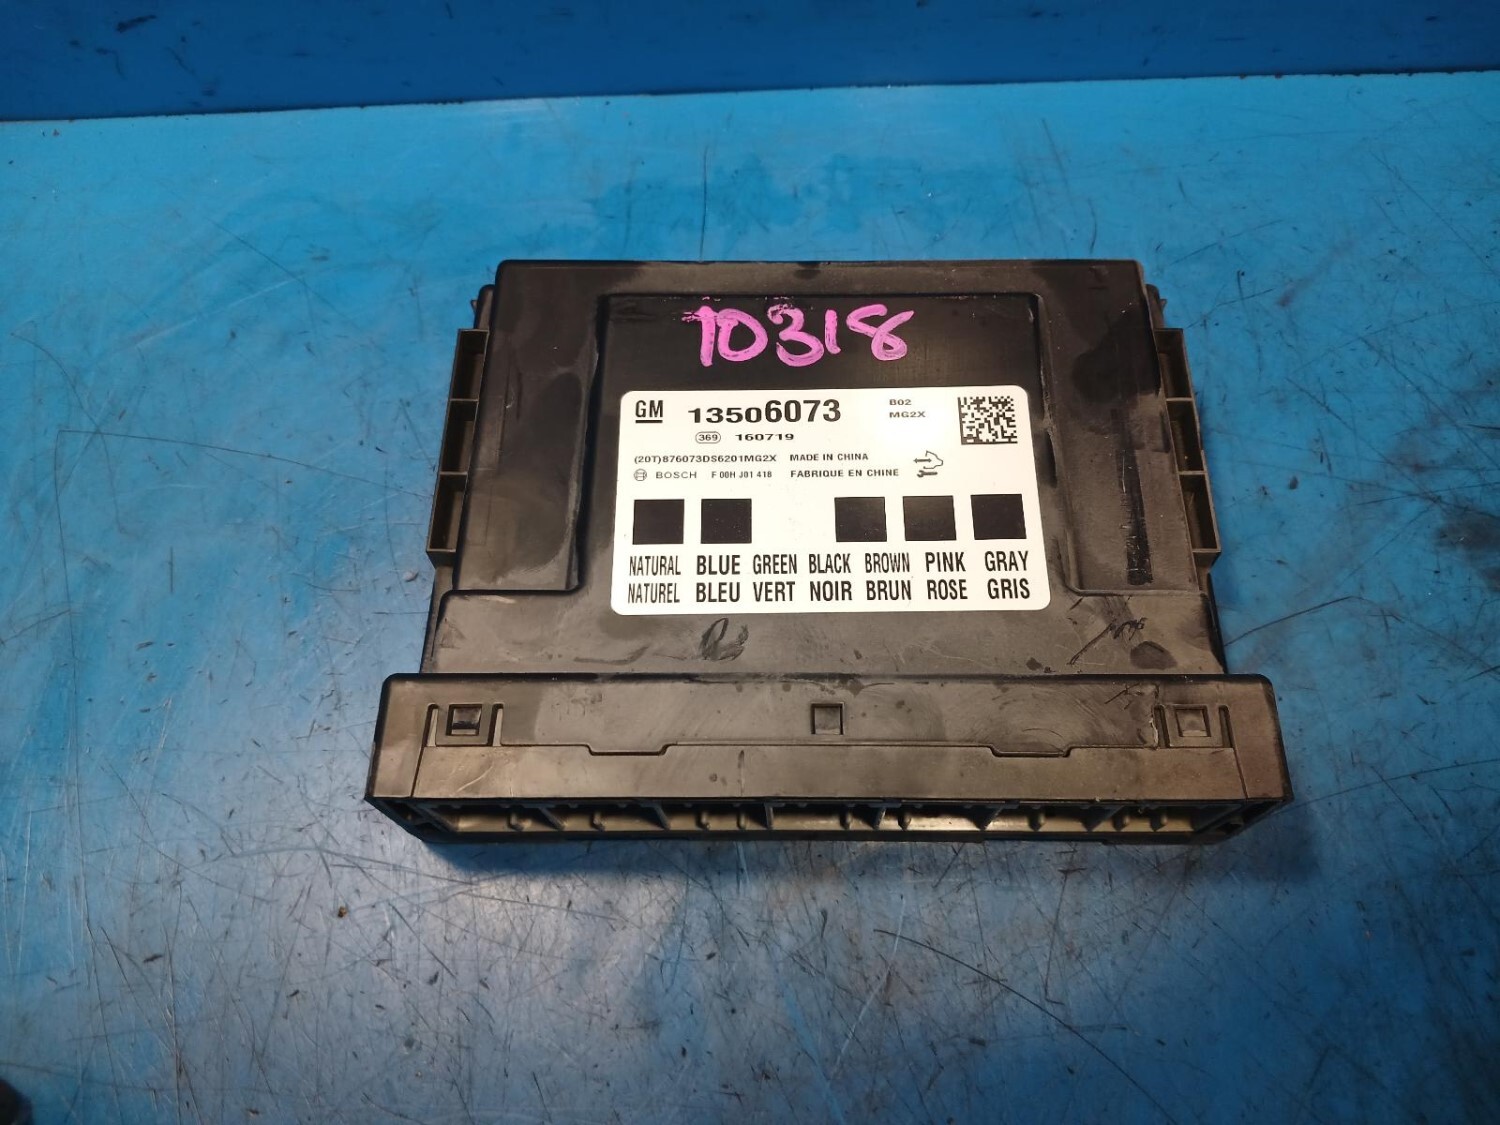 10318
GM 13506073 B02
MG2X
369 160719
(20T)876073DS6201MG2X MADE IN CHINA
BOSCH F 00H J01 418 FABRIQUE EN CHINE
NATURAL BLUE GREEN BLACK BROWN PINK GRAY
NATUREL BLEU VERT NOIR BRUN ROSE GRIS